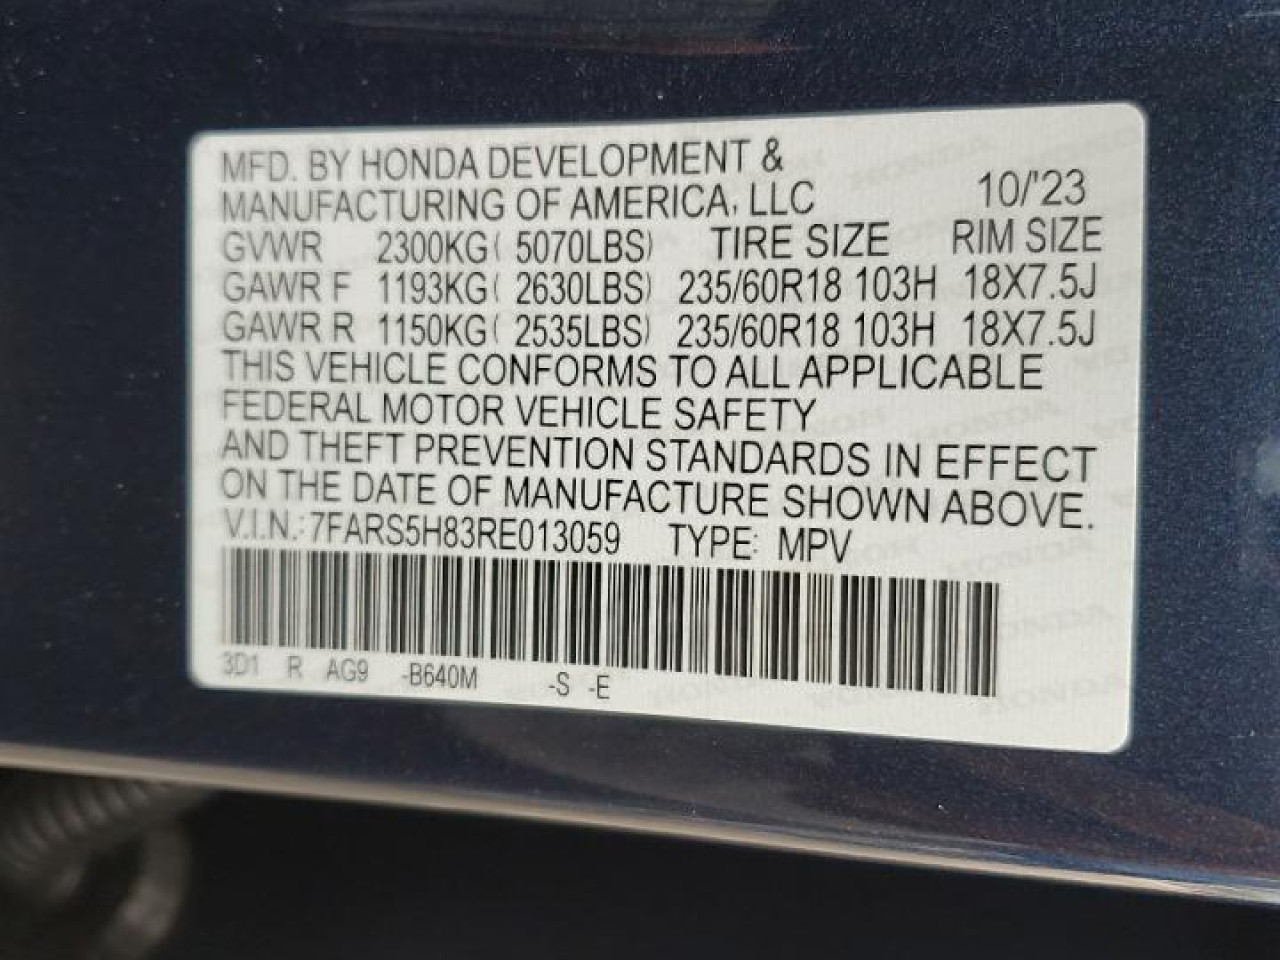 MFD. BY HONDA DEVELOPMENT &
MANUFACTURING OF AMERICA, LLC 10/'23
GVWR 2300KG( 5070LBS) TIRE SIZE RIM SIZE
GAWR F 1193KG( 2630LBS) 235/60R18 103H 18X7.5J
GAWR R 1150KG( 2535LBS) 235/60R18 103H 18X7.5J
THIS VEHICLE CONFORMS TO ALL APPLICABLE
FEDERAL MOTOR VEHICLE SAFETY
AND THEFT PREVENTION STANDARDS IN EFFECT
ON THE DATE OF MANUFACTURE SHOWN ABOVE.
V.I.N.: 7FARS5H83RE013059 TYPE: MPV
3D1 R AG9 -B640M -S -E